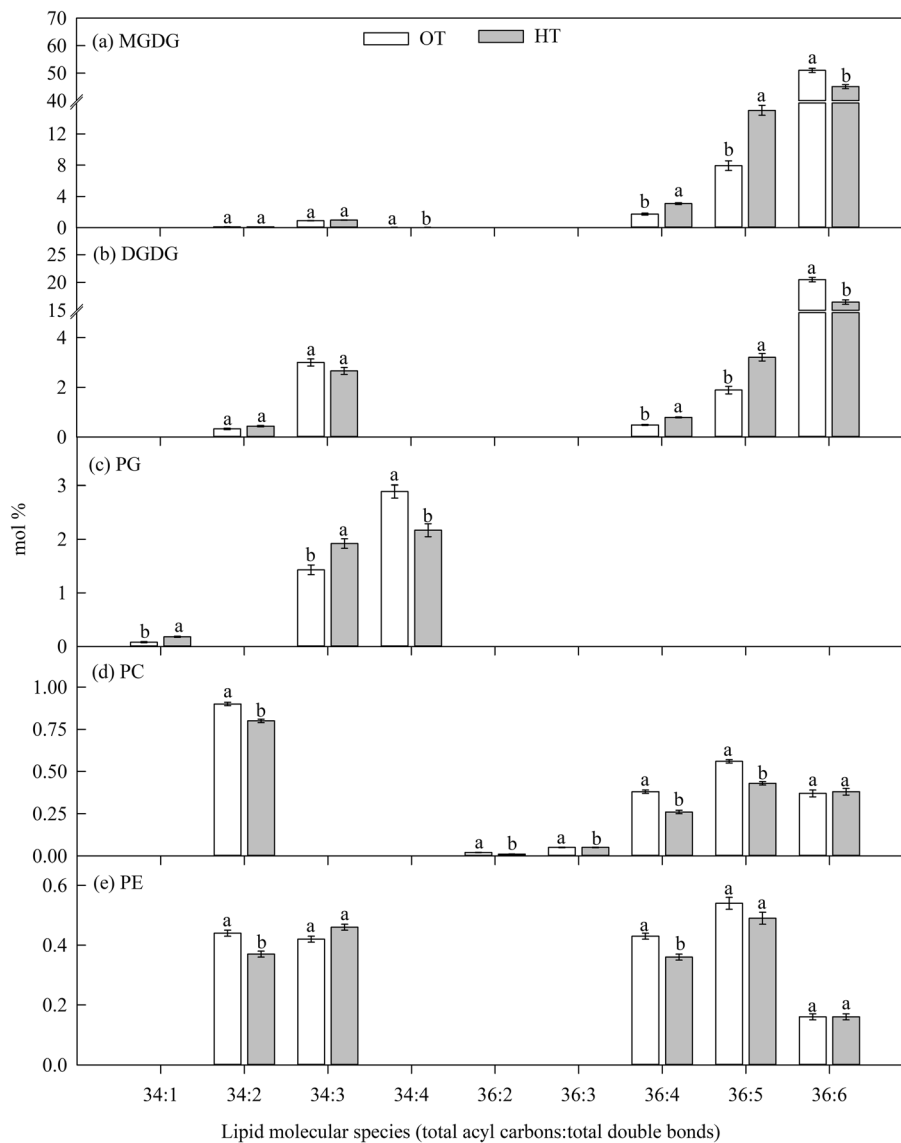 70
(a) MGDG
OT
HT
60
50
40
12
8
4
0
a a a a a b b a b a a b
(b) DGDG
25
20
15
4
2
0
a a a a b a b a a b
(c) PG
3
2
1
0
b a b a a b
mol %
(d) PC
1.00
0.75
0.50
0.25
0.00
a b a b a b a b a b a a
(e) PE
0.6
0.4
0.2
0.0
a b a a a b a a a a
34:1 34:2 34:3 34:4 36:2 36:3 36:4 36:5 36:6
Lipid molecular species (total acyl carbons:total double bonds)